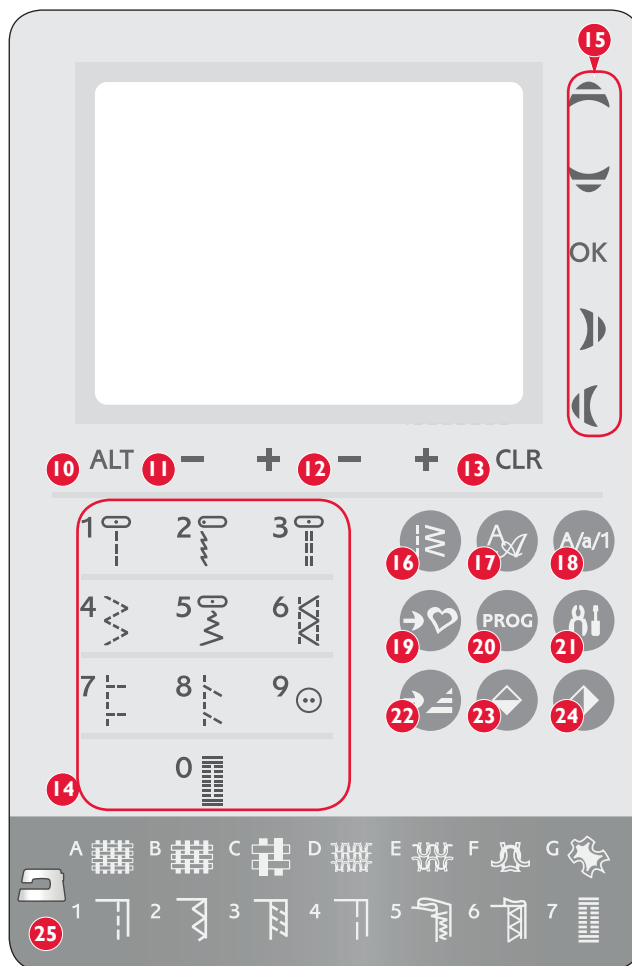 15
OK
10 ALT 11 − + 12 − + 13 CLR
1 2 3
16 17 A 18 A/a/1
4 5 6
19 20 PROG 21
7 8 9
22 23 24
14 0
A B C D E F G
25 1 2 3 4 5 6 7